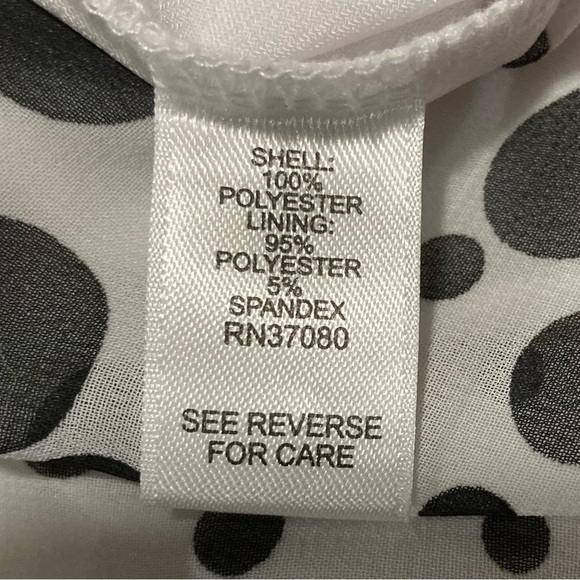 SHELL:
100%
POLYESTER
LINING:
95%
POLYESTER
5%
SPANDEX
RN37080
SEE REVERSE
FOR CARE